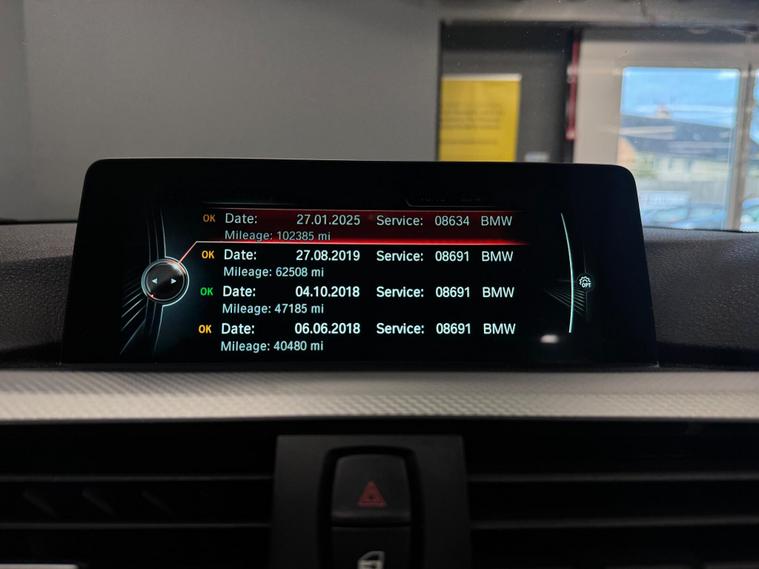 OK Date: 27.01.2025 Service: 08634 BMW
Mileage: 102385 mi
OK Date: 27.08.2019 Service: 08691 BMW
Mileage: 62508 mi
OK Date: 04.10.2018 Service: 08691 BMW
Mileage: 47185 mi
OK Date: 06.06.2018 Service: 08691 BMW
Mileage: 40480 mi
OPT